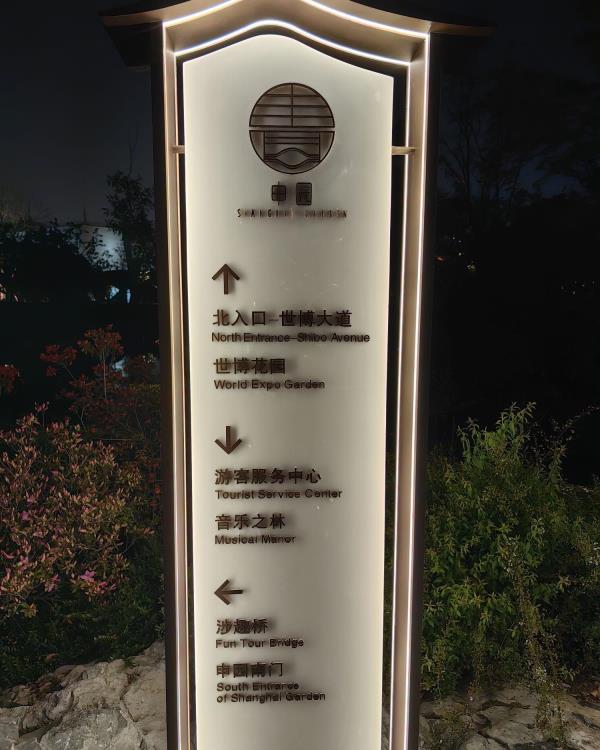 申园
北入口-世博大道
North Entrance-Shibo Avenue
世博花园
World Expo Garden
游客服务中心
Tourist Service Center
音乐之林
Musical Manor
涉趣桥
Fun Tour Bridge
申园南门
South Entrance
of Shanghai Garden